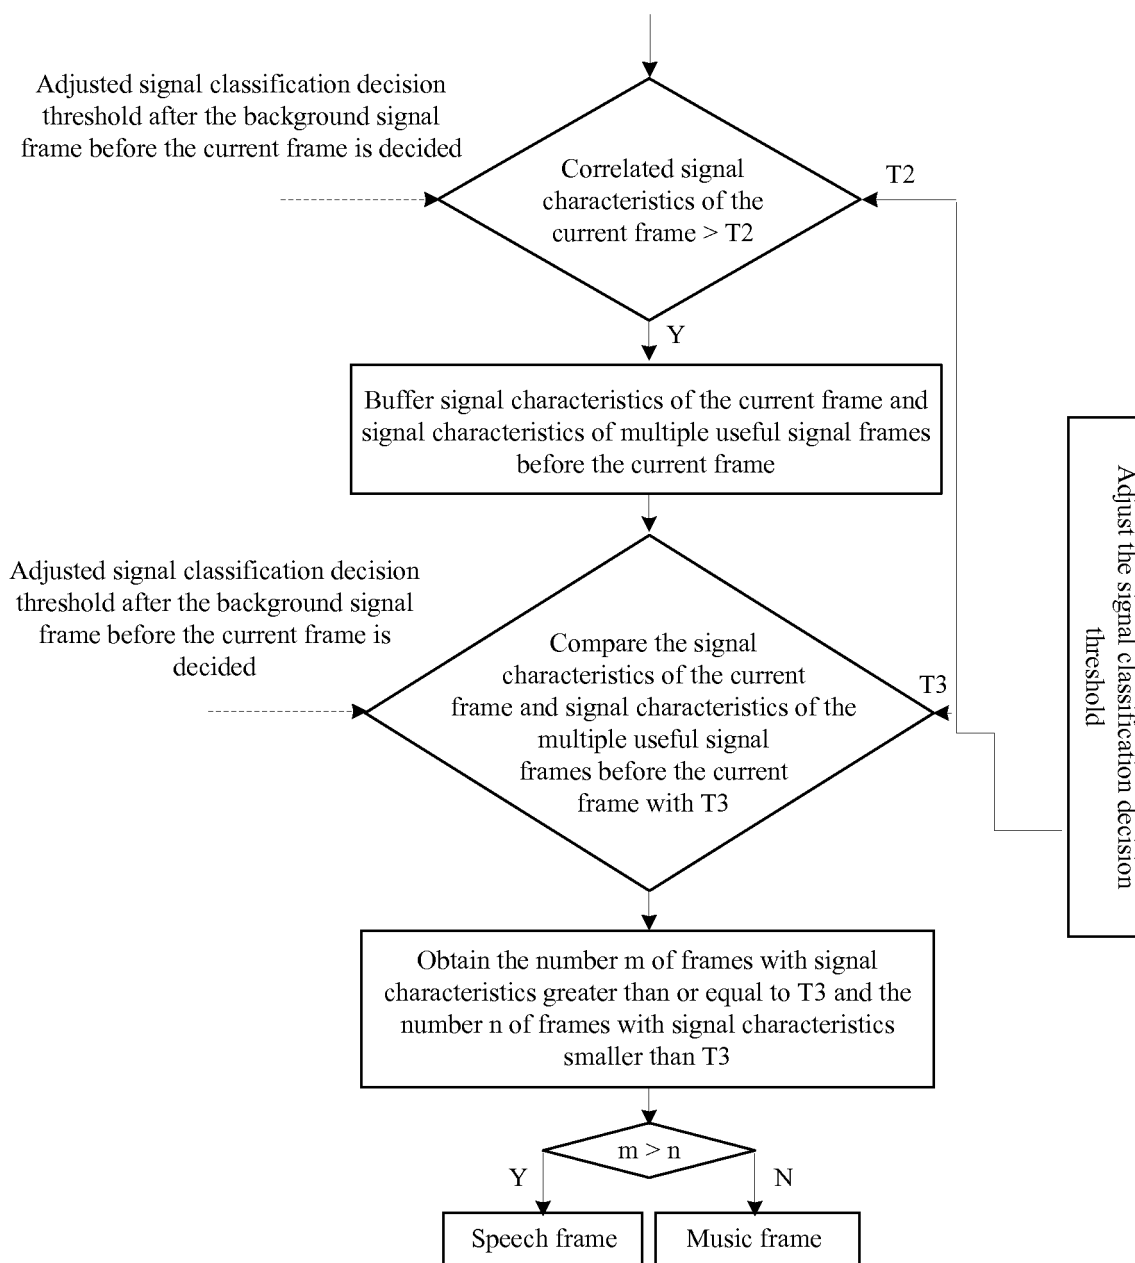 Adjusted signal classification decision
threshold after the background signal
frame before the current frame is decided
Correlated signal
characteristics of the
current frame > T2
T2
Y
Buffer signal characteristics of the current frame and
signal characteristics of multiple useful signal frames
before the current frame
Adjusted signal classification decision
threshold after the background signal
frame before the current frame is
decided
Compare the signal
characteristics of the current
frame and signal characteristics of the
multiple useful signal
frames before the current
frame with T3
T3
Adjust the signal classification decision
threshold
Obtain the number m of frames with signal
characteristics greater than or equal to T3 and the
number n of frames with signal characteristics
smaller than T3
m > n
Y
N
Speech frame
Music frame